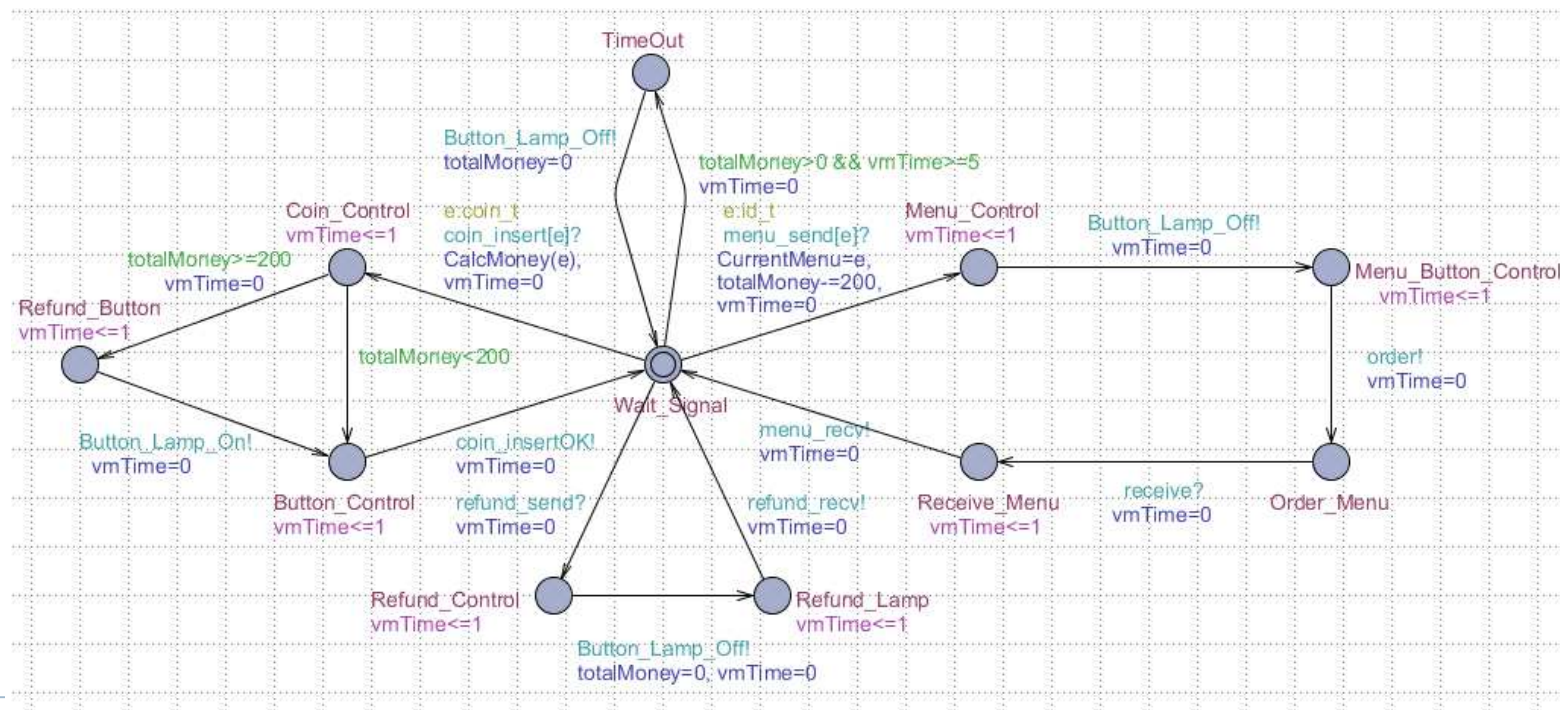 TimeOut
Button_Lamp_Off!
totalMoney=0
totalMoney>0 && vmTime>=5
vmTime=0
Coin_Control
vmTime<=1
e:coin_t
coin_insert[e]?
CalcMoney(e),
vmTime=0
e:id_t
menu_send[e]?
CurrentMenu=e,
totalMoney-=200,
vmTime=0
Menu_Control
vmTime<=1
Button_Lamp_Off!
vmTime=0
totalMoney>=200
vmTime=0
Menu_Button_Control
vmTime<=1
Refund_Button
vmTime<=1
totalMoney<200
order!
vmTime=0
Wait_Signal
Button_Lamp_On!
vmTime=0
coin_insertOK!
vmTime=0
menu_recv!
vmTime=0
Button_Control
vmTime<=1
refund_send?
vmTime=0
refund_recv!
vmTime=0
Receive_Menu
vmTime<=1
receive?
vmTime=0
Order_Menu
Refund_Control
vmTime<=1
Refund_Lamp
vmTime<=1
Button_Lamp_Off!
totalMoney=0, vmTime=0